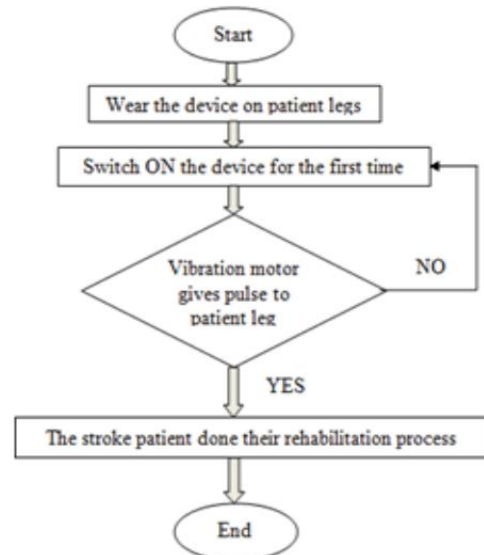 Start
Wear the device on patient legs
Switch ON the device for the first time
Vibration motor
gives pulse to
patient leg
NO
YES
The stroke patient done their rehabilitation process
End